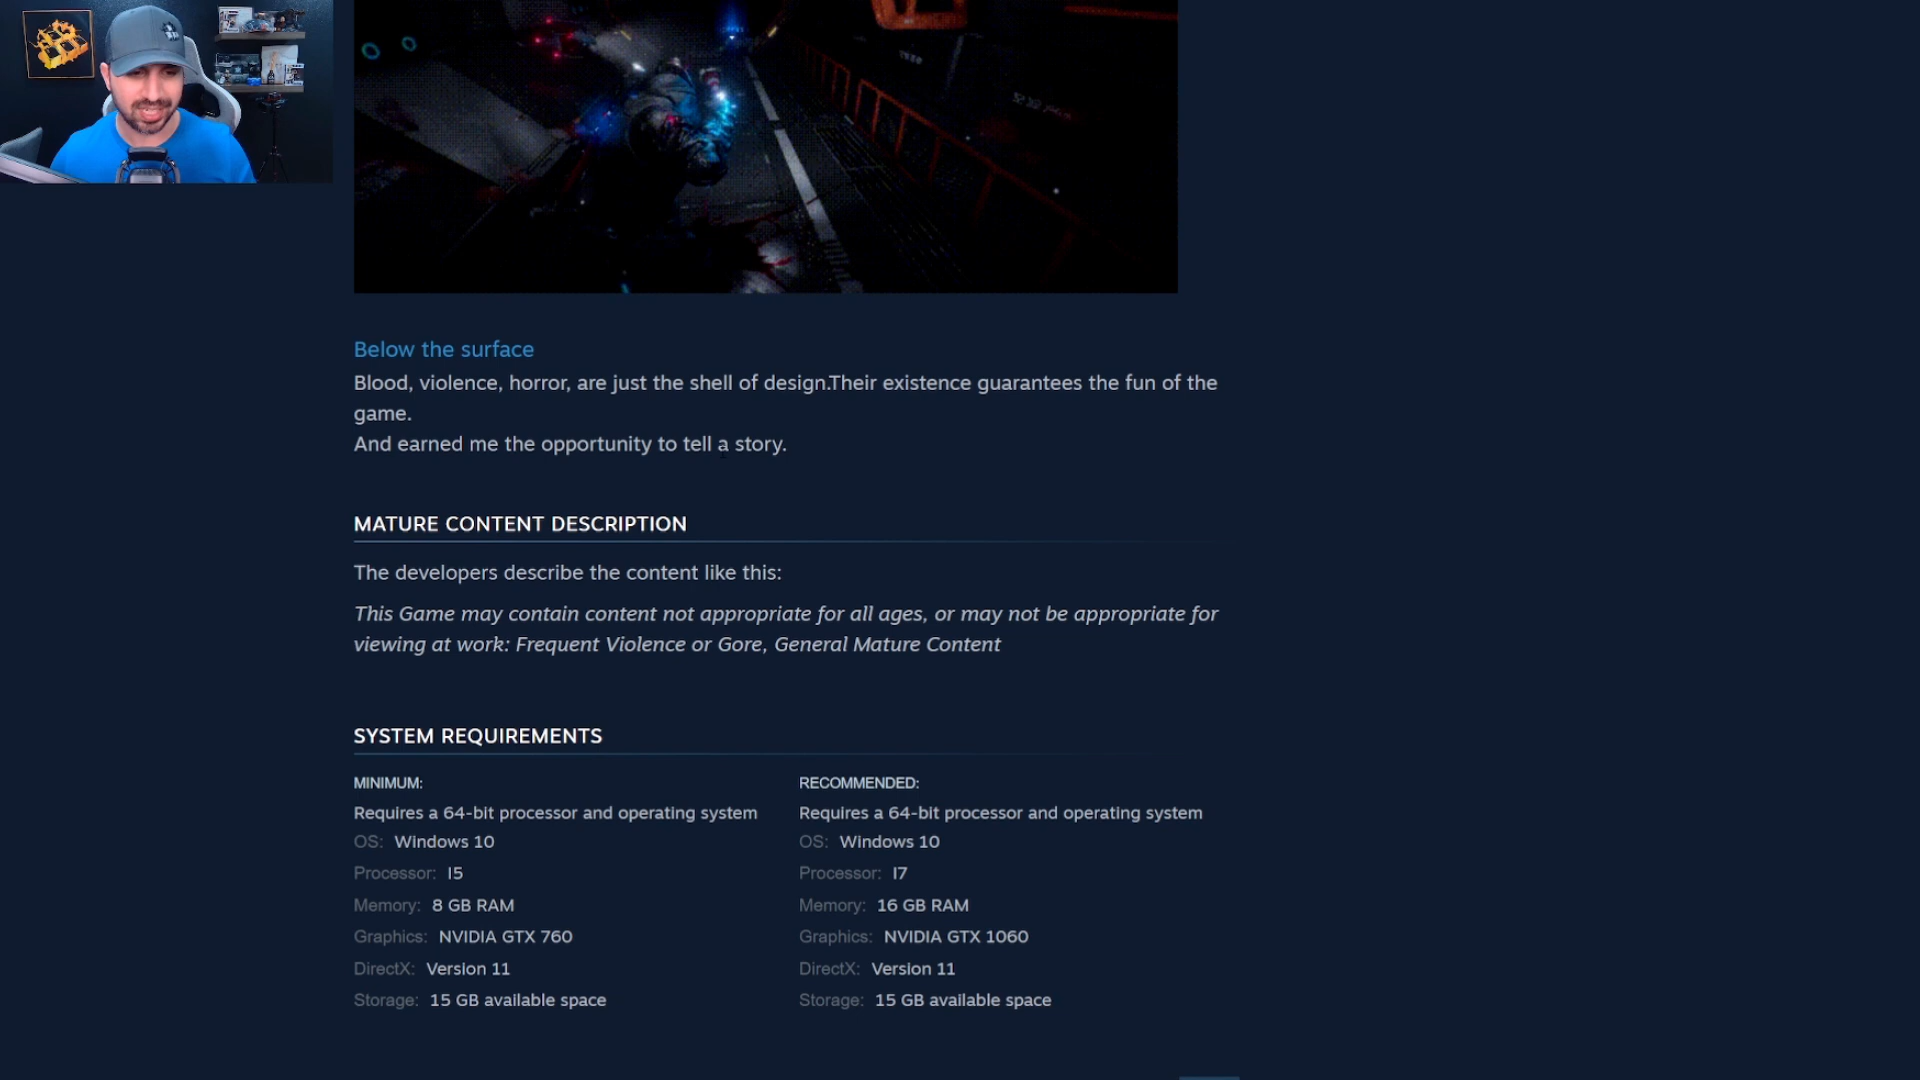 Below the surface
Blood, violence, horror, are just the shell of design.Their existence guarantees the fun of the
game.
And earned me the opportunity to tell a story.
MATURE CONTENT DESCRIPTION
The developers describe the content like this:
This Game may contain content not appropriate for all ages, or may not be appropriate for
viewing at work: Frequent Violence or Gore, General Mature Content
SYSTEM REQUIREMENTS
MINIMUM:
Requires a 64-bit processor and operating system
OS: Windows 10
Processor: I5
Memory: 8 GB RAM
Graphics: NVIDIA GTX 760
DirectX: Version 11
Storage: 15 GB available space
RECOMMENDED:
Requires a 64-bit processor and operating system
OS: Windows 10
Processor: I7
Memory: 16 GB RAM
Graphics: NVIDIA GTX 1060
DirectX: Version 11
Storage: 15 GB available space